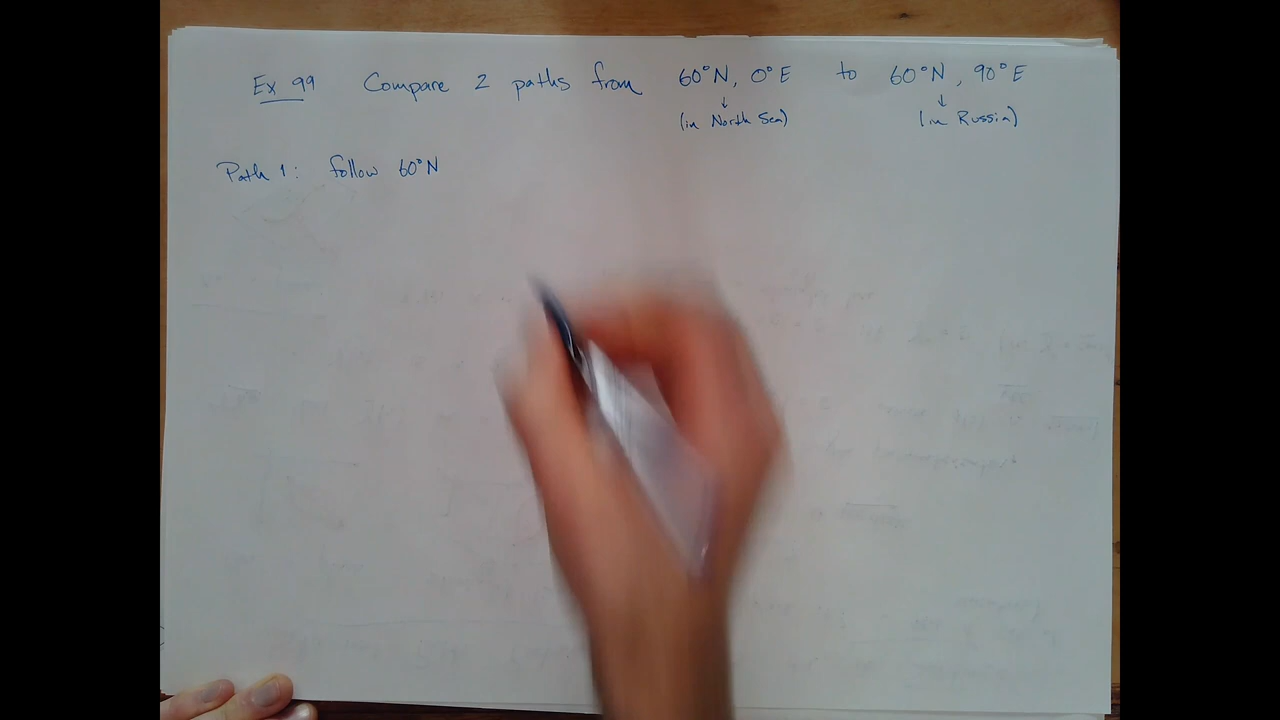 Ex 99 Compare 2 paths from 60°N, 0°E to 60°N, 90°E
↓ ↓
(in North Sea) (in Russia)
Path 1: follow 60°N